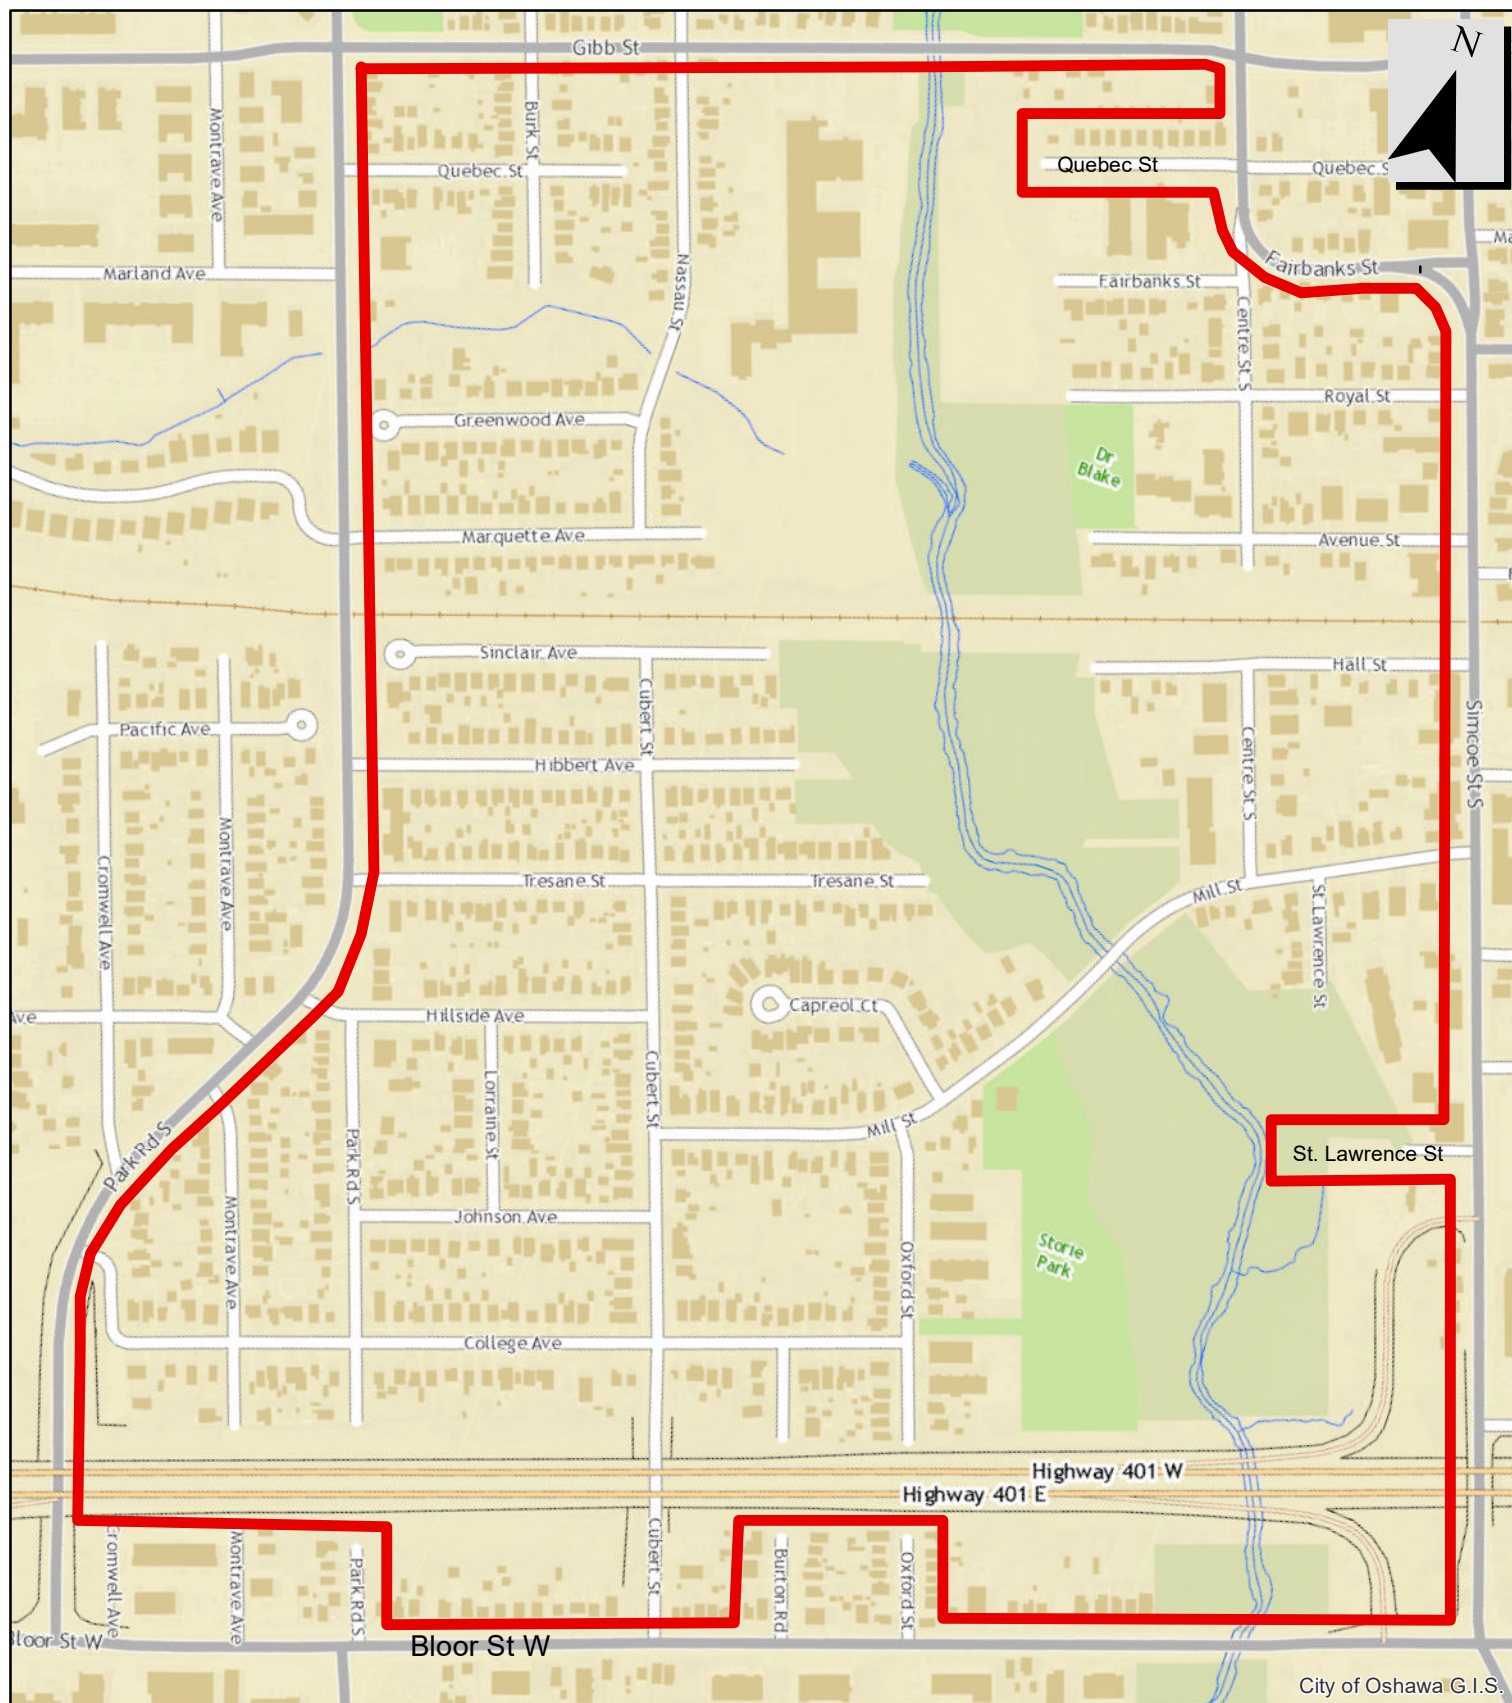 Gibb St
N
Montrave Ave
Burk St
Quebec St
Quebec St
Quebec S
Nassau St
Marland Ave
Fairbanks St
Fairbanks St
Centre St S
Royal St
Greenwood Ave
Dr
Blake
Marquette Ave
Avenue St
Sinclair Ave
Hall St
Cubert St
Pacific Ave
Simcoe St S
Hibbert Ave
Centre St S
Montrave Ave
Cromwell Ave
Tresane St
Tresane St
Mill St
St Lawrence St
Capreol Ct
Hillside Ave
Cubert St
Lorraine St
Mill St
Park Rd S
Park Rd S
St. Lawrence St
Montrave Ave
Johnson Ave
Oxford St
Storie
Park
College Ave
Highway 401 W
Highway 401 E
Cromwell Ave
Montrave Ave
Park Rd S
Cubert St
Burton Rd
Oxford St
Bloor St W
Bloor St W
City of Oshawa G.I.S.